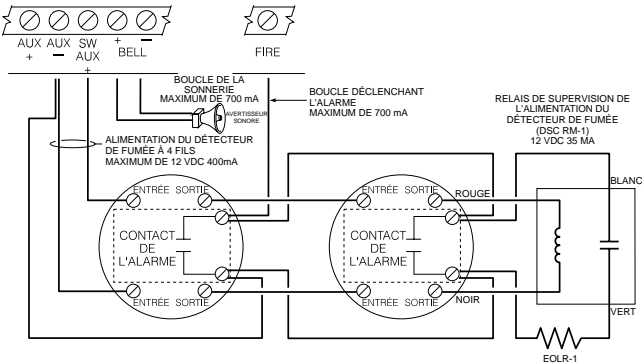 AUX AUX SW + − FIRE
+ − AUX BELL
+
BOUCLE DE LA
SONNERIE
MAXIMUM DE 700 mA
AVERTISSEUR
SONORE
BOUCLE DÉCLENCHANT
L'ALARME
MAXIMUM DE 700 mA
RELAIS DE SUPERVISION DE
L'ALIMENTATION DU
DÉTECTEUR DE FUMÉE
(DSC RM-1)
12 VDC 35 MA
ALIMENTATION DU DÉTECTEUR
DE FUMÉE À 4 FILS
MAXIMUM DE 12 VDC 400mA
ENTRÉE SORTIE
CONTACT
DE
L'ALARME
ENTRÉE SORTIE
ENTRÉE SORTIE
CONTACT
DE
L'ALARME
ENTRÉE SORTIE
ROUGE
NOIR
BLANC
VERT
EOLR-1